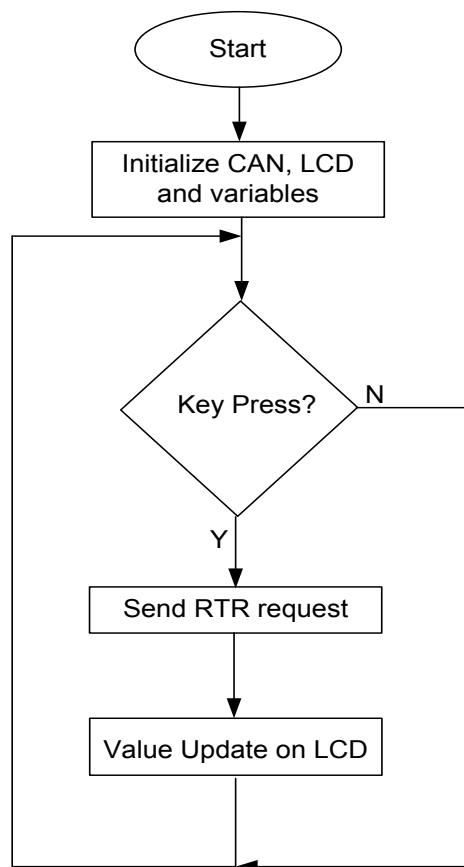 Start
Initialize CAN, LCD
and variables
Key Press?
N
Y
Send RTR request
Value Update on LCD